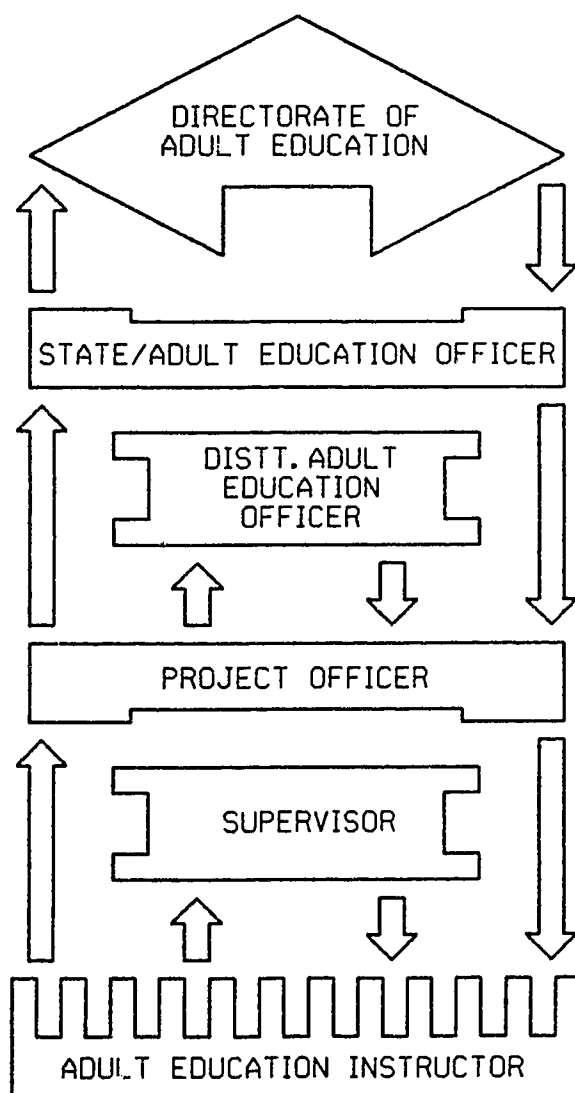 DIRECTORATE OF
ADULT EDUCATION
STATE/ADULT EDUCATION OFFICER
DISTT. ADULT
EDUCATION
OFFICER
PROJECT OFFICER
SUPERVISOR
ADULT EDUCATION INSTRUCTOR